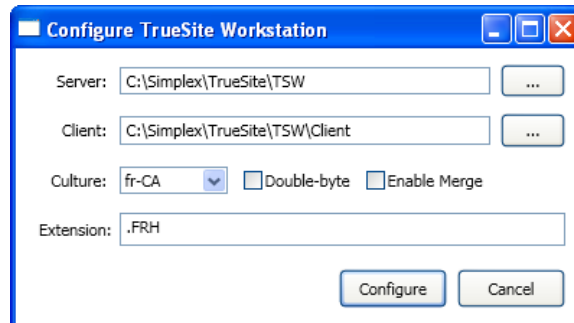 Configure TrueSite Workstation
Server: C:\Simplex\TrueSite\TSW ...
Client: C:\Simplex\TrueSite\TSW\Client ...
Culture: fr-CA Double-byte Enable Merge
Extension: .FRH
Configure Cancel